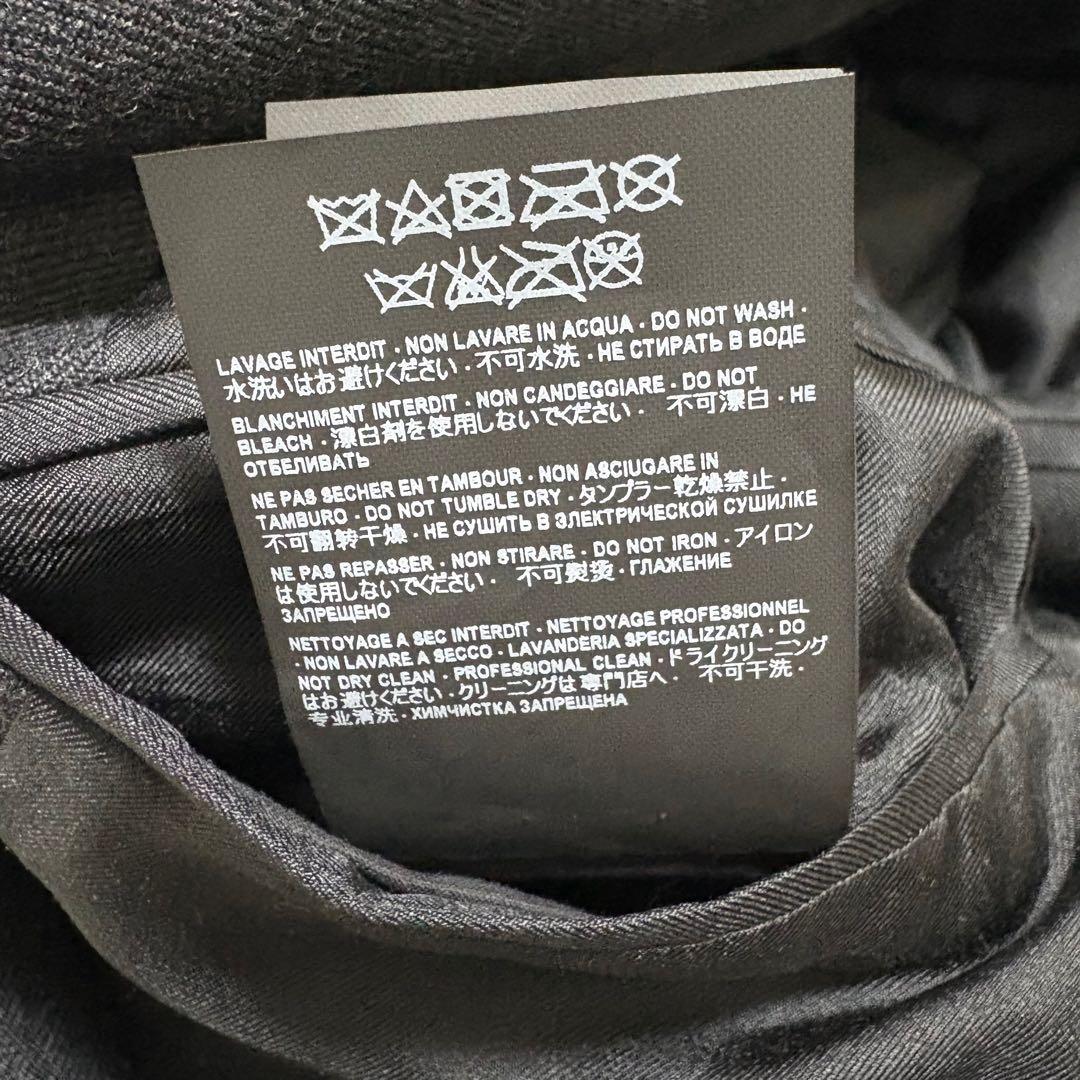 LAVAGE INTERDIT · NON LAVARE IN ACQUA · DO NOT WASH ·
水洗いはお避けください · 不可水洗 · НЕ СТИРАТЬ В ВОДЕ
BLANCHIMENT INTERDIT · NON CANDEGGIARE · DO NOT
BLEACH · 漂白剤を使用しないでください · 不可漂白 · НЕ
ОТБЕЛИВАТЬ
NE PAS SECHER EN TAMBOUR · NON ASCIUGARE IN
TAMBURO · DO NOT TUMBLE DRY · タンブラー乾燥禁止 ·
不可翻转干燥 · НЕ СУШИТЬ В ЭЛЕКТРИЧЕСКОЙ СУШИЛКЕ
NE PAS REPASSER · NON STIRARE · DO NOT IRON · アイロン
は使用しないでください · 不可熨烫 · ГЛАЖЕНИЕ
ЗАПРЕЩЕНО
NETTOYAGE A SEC INTERDIT · NETTOYAGE PROFESSIONNEL
· NON LAVARE A SECCO · LAVANDERIA SPECIALIZZATA · DO
NOT DRY CLEAN · PROFESSIONAL CLEAN · ドライクリーニング
はお避けください · クリーニングは専門店へ · 不可干洗 ·
专业清洗 · ХИМЧИСТКА ЗАПРЕЩЕНА